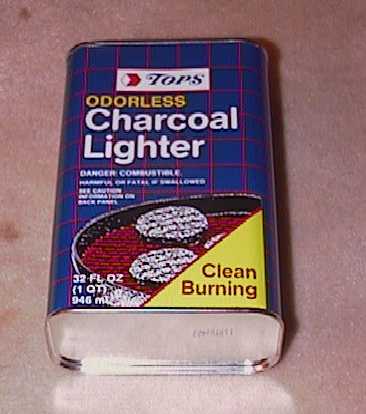 TOPS
ODORLESS
Charcoal
Lighter
DANGER: COMBUSTIBLE.
HARMFUL OR FATAL IF SWALLOWED
SEE CAUTION
INFORMATION ON
BACK PANEL
32 FL OZ
(1 QT)
946 mL
Clean
Burning